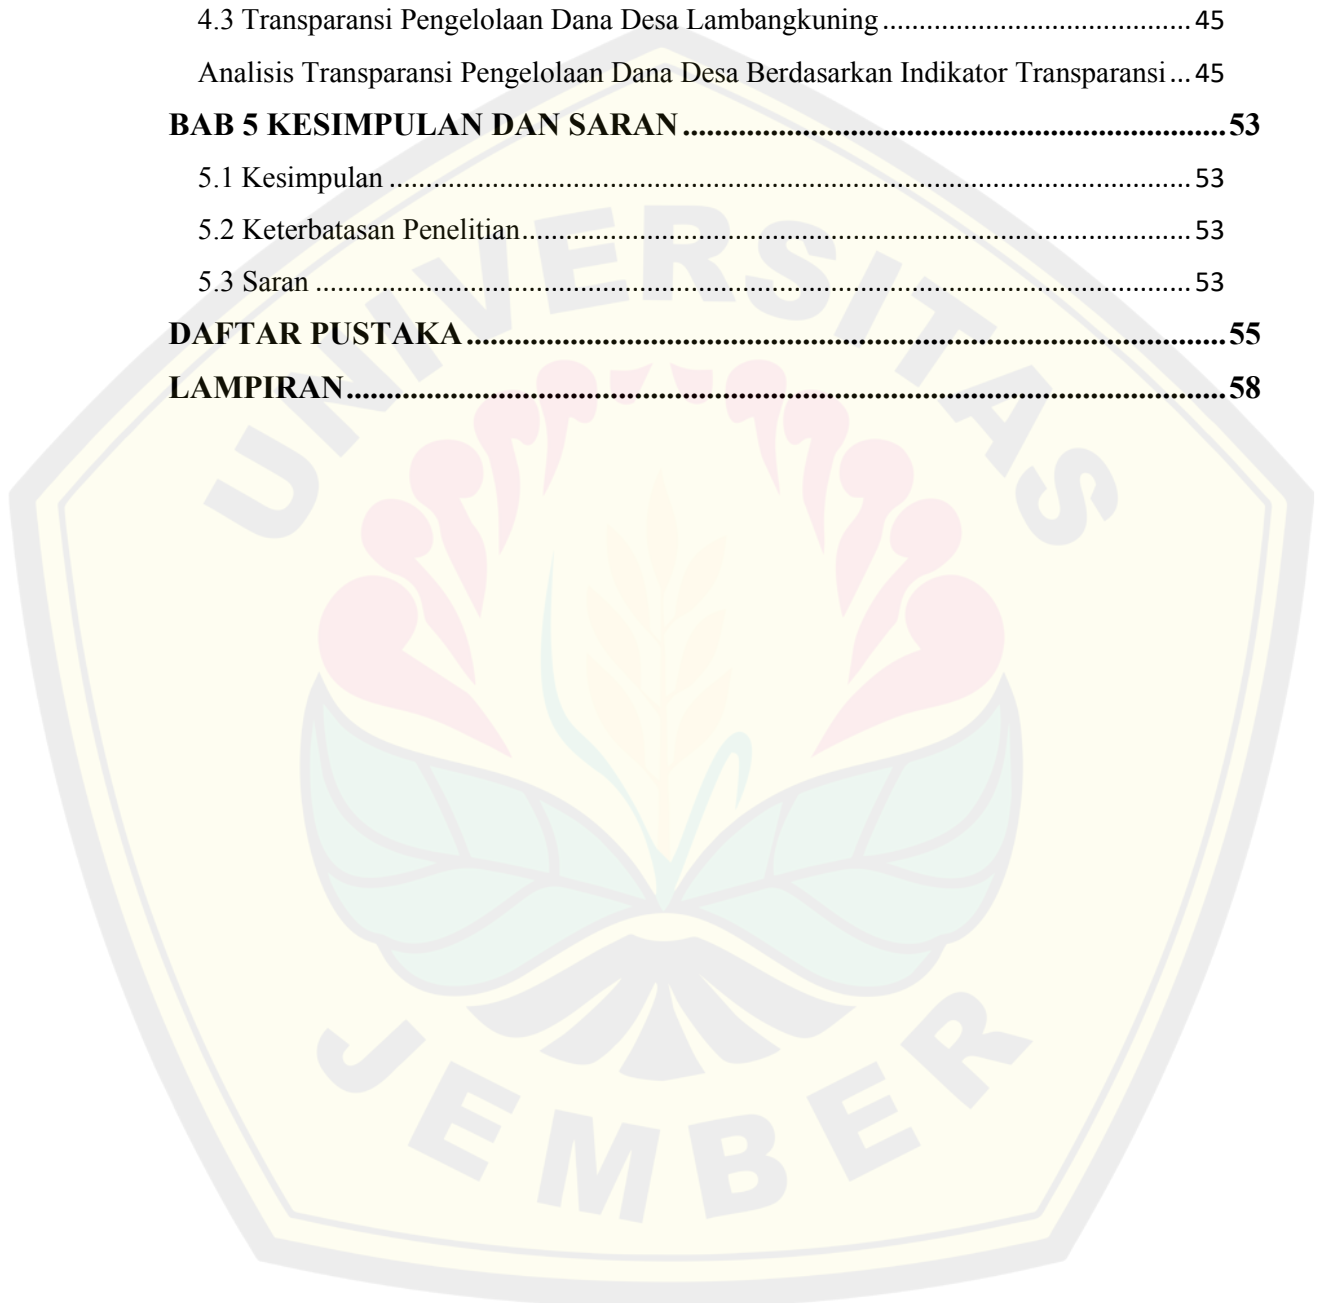 4.3 Transparansi Pengelolaan Dana Desa Lambangkuning ........................................ 45
Analisis Transparansi Pengelolaan Dana Desa Berdasarkan Indikator Transparansi ... 45
BAB 5 KESIMPULAN DAN SARAN ................................................................... 53
5.1 Kesimpulan ........................................................................................................ 53
5.2 Keterbatasan Penelitian ....................................................................................... 53
5.3 Saran .................................................................................................................. 53
DAFTAR PUSTAKA ............................................................................................. 55
LAMPIRAN ............................................................................................................ 58
UNIVERSITAS
JEMBER